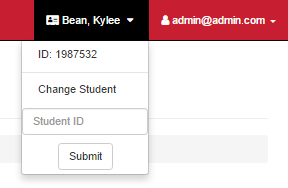 Bean, Kylee admin@admin.com
ID: 1987532
Change Student
Student ID
Submit